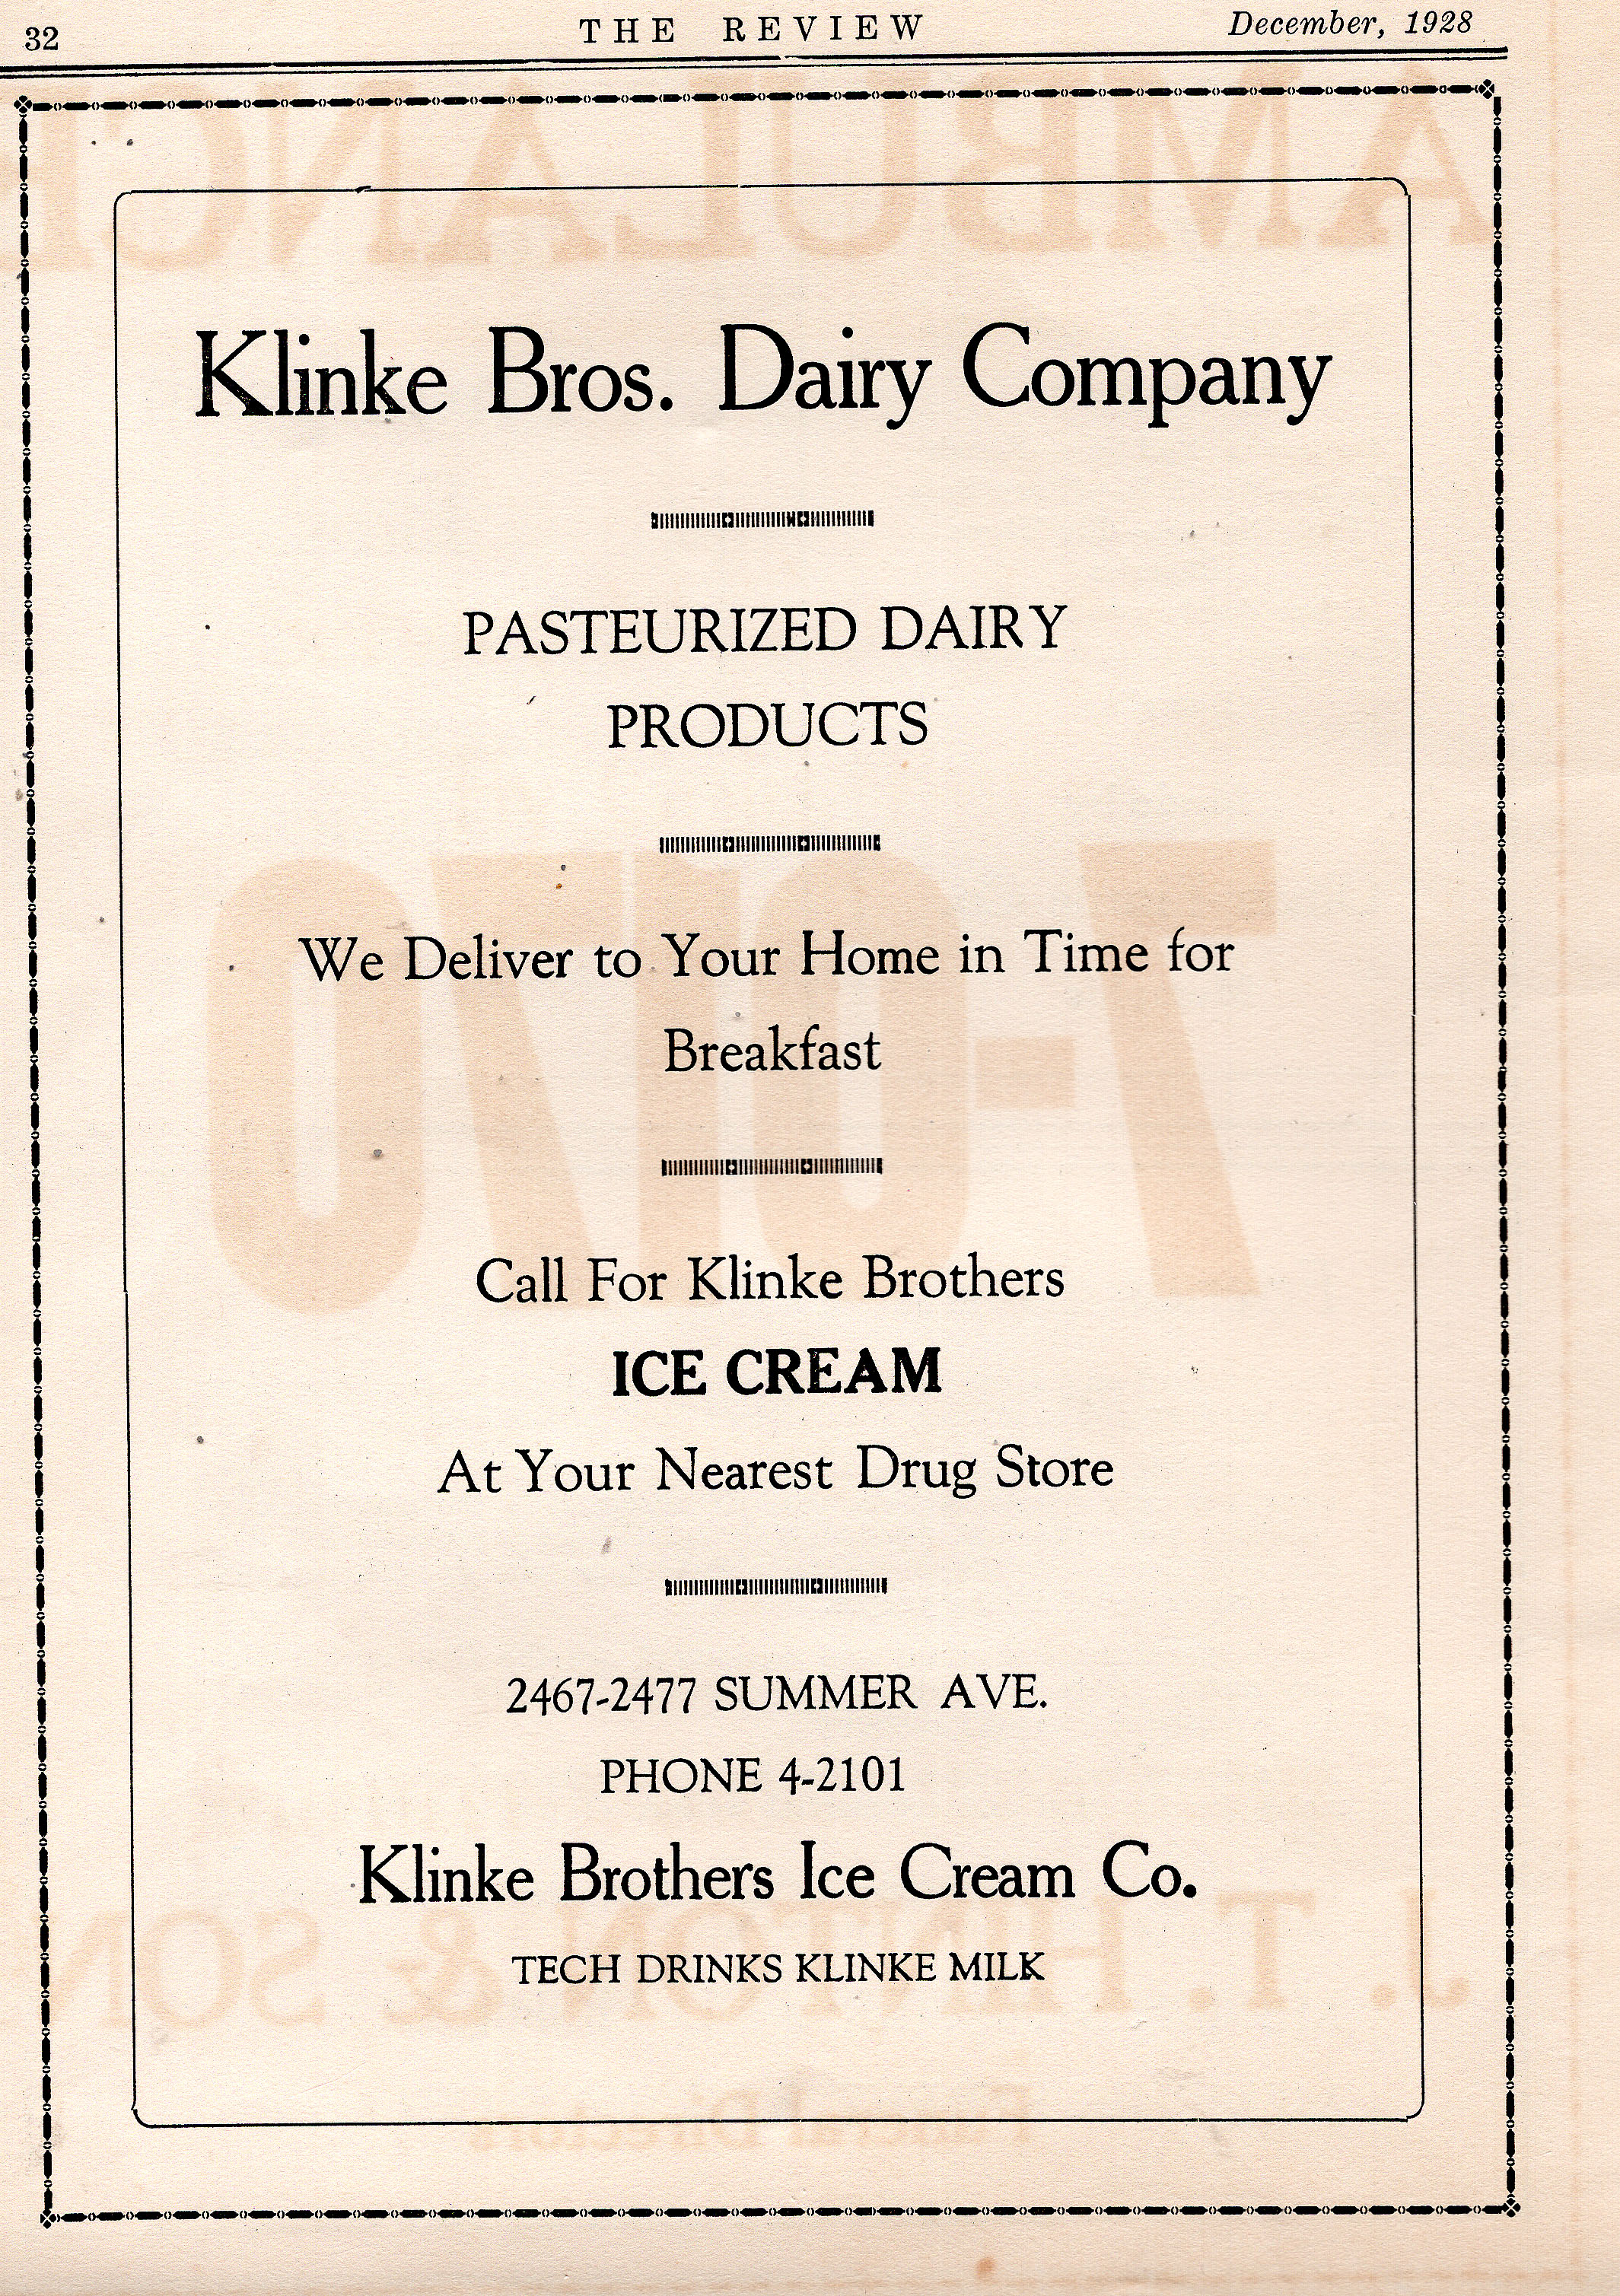 32 THE REVIEW December, 1928
Klinke Bros. Dairy Company
PASTEURIZED DAIRY
PRODUCTS
We Deliver to Your Home in Time for
Breakfast
Call For Klinke Brothers
ICE CREAM
At Your Nearest Drug Store
2467-2477 SUMMER AVE.
PHONE 4-2101
Klinke Brothers Ice Cream Co.
TECH DRINKS KLINKE MILK